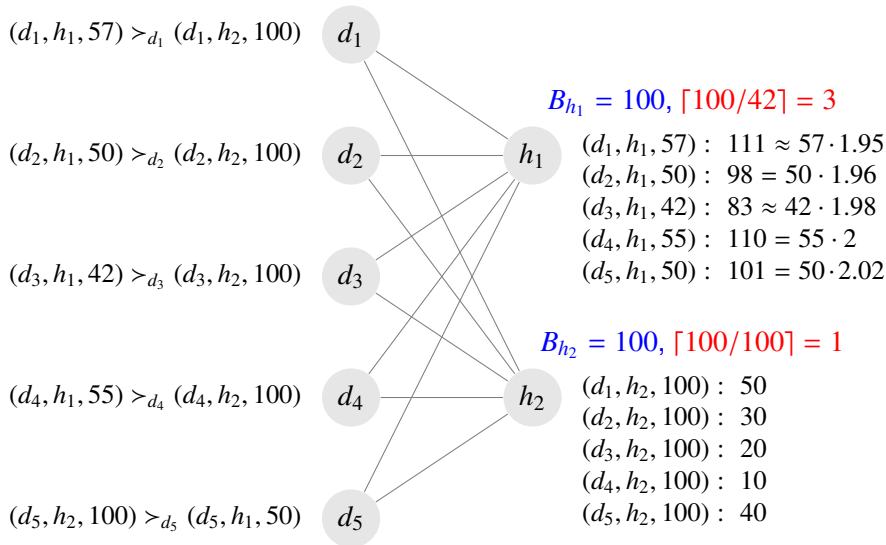 (d₁, h₁, 57) ≻_{d₁} (d₁, h₂, 100)
d₁
B_{h₁} = 100, ⌈100/42⌉ = 3
(d₁, h₁, 57) : 111 ≈ 57 · 1.95
(d₂, h₁, 50) ≻_{d₂} (d₂, h₂, 100)
d₂
h₁
(d₂, h₁, 50) : 98 = 50 · 1.96
(d₃, h₁, 42) : 83 ≈ 42 · 1.98
(d₄, h₁, 55) : 110 = 55 · 2
(d₅, h₁, 50) : 101 = 50 · 2.02
(d₃, h₁, 42) ≻_{d₃} (d₃, h₂, 100)
d₃
B_{h₂} = 100, ⌈100/100⌉ = 1
(d₄, h₁, 55) ≻_{d₄} (d₄, h₂, 100)
d₄
h₂
(d₁, h₂, 100) : 50
(d₂, h₂, 100) : 30
(d₃, h₂, 100) : 20
(d₄, h₂, 100) : 10
(d₅, h₂, 100) : 40
(d₅, h₂, 100) ≻_{d₅} (d₅, h₁, 50)
d₅